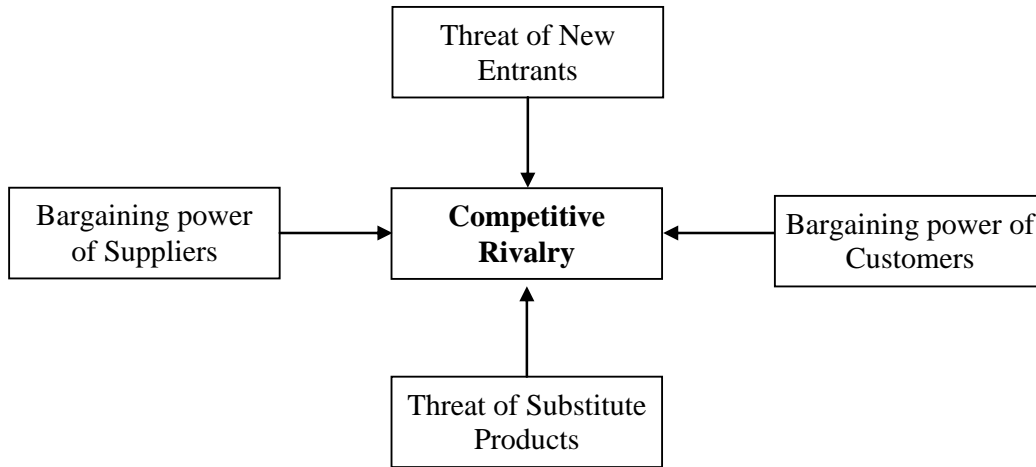 Threat of New
Entrants
Bargaining power
of Suppliers
Competitive
Rivalry
Bargaining power of
Customers
Threat of Substitute
Products